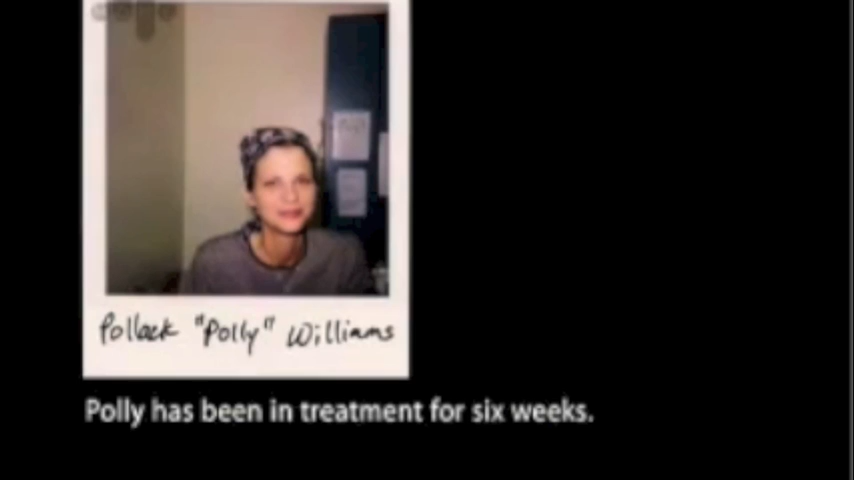 Pollack "Polly" Williams
Polly has been in treatment for six weeks.